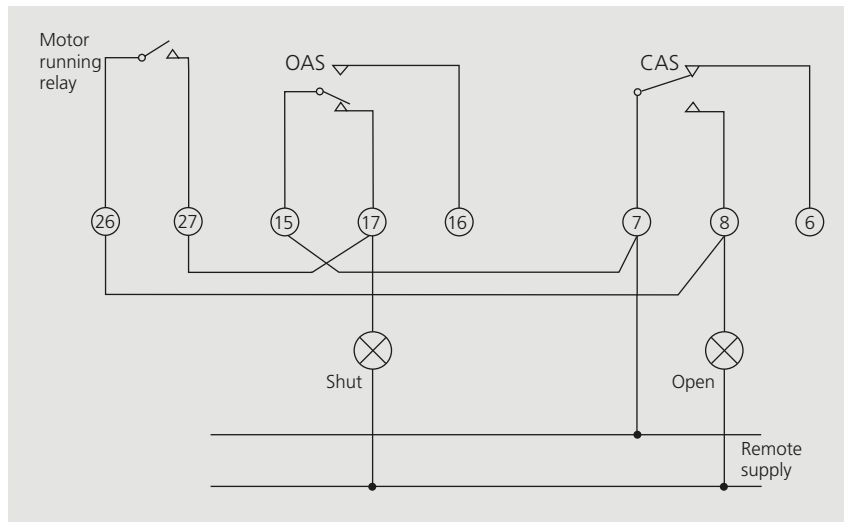 Motor
running
relay
OAS
CAS
26
27
15
17
16
7
8
6
Shut
Open
Remote
supply